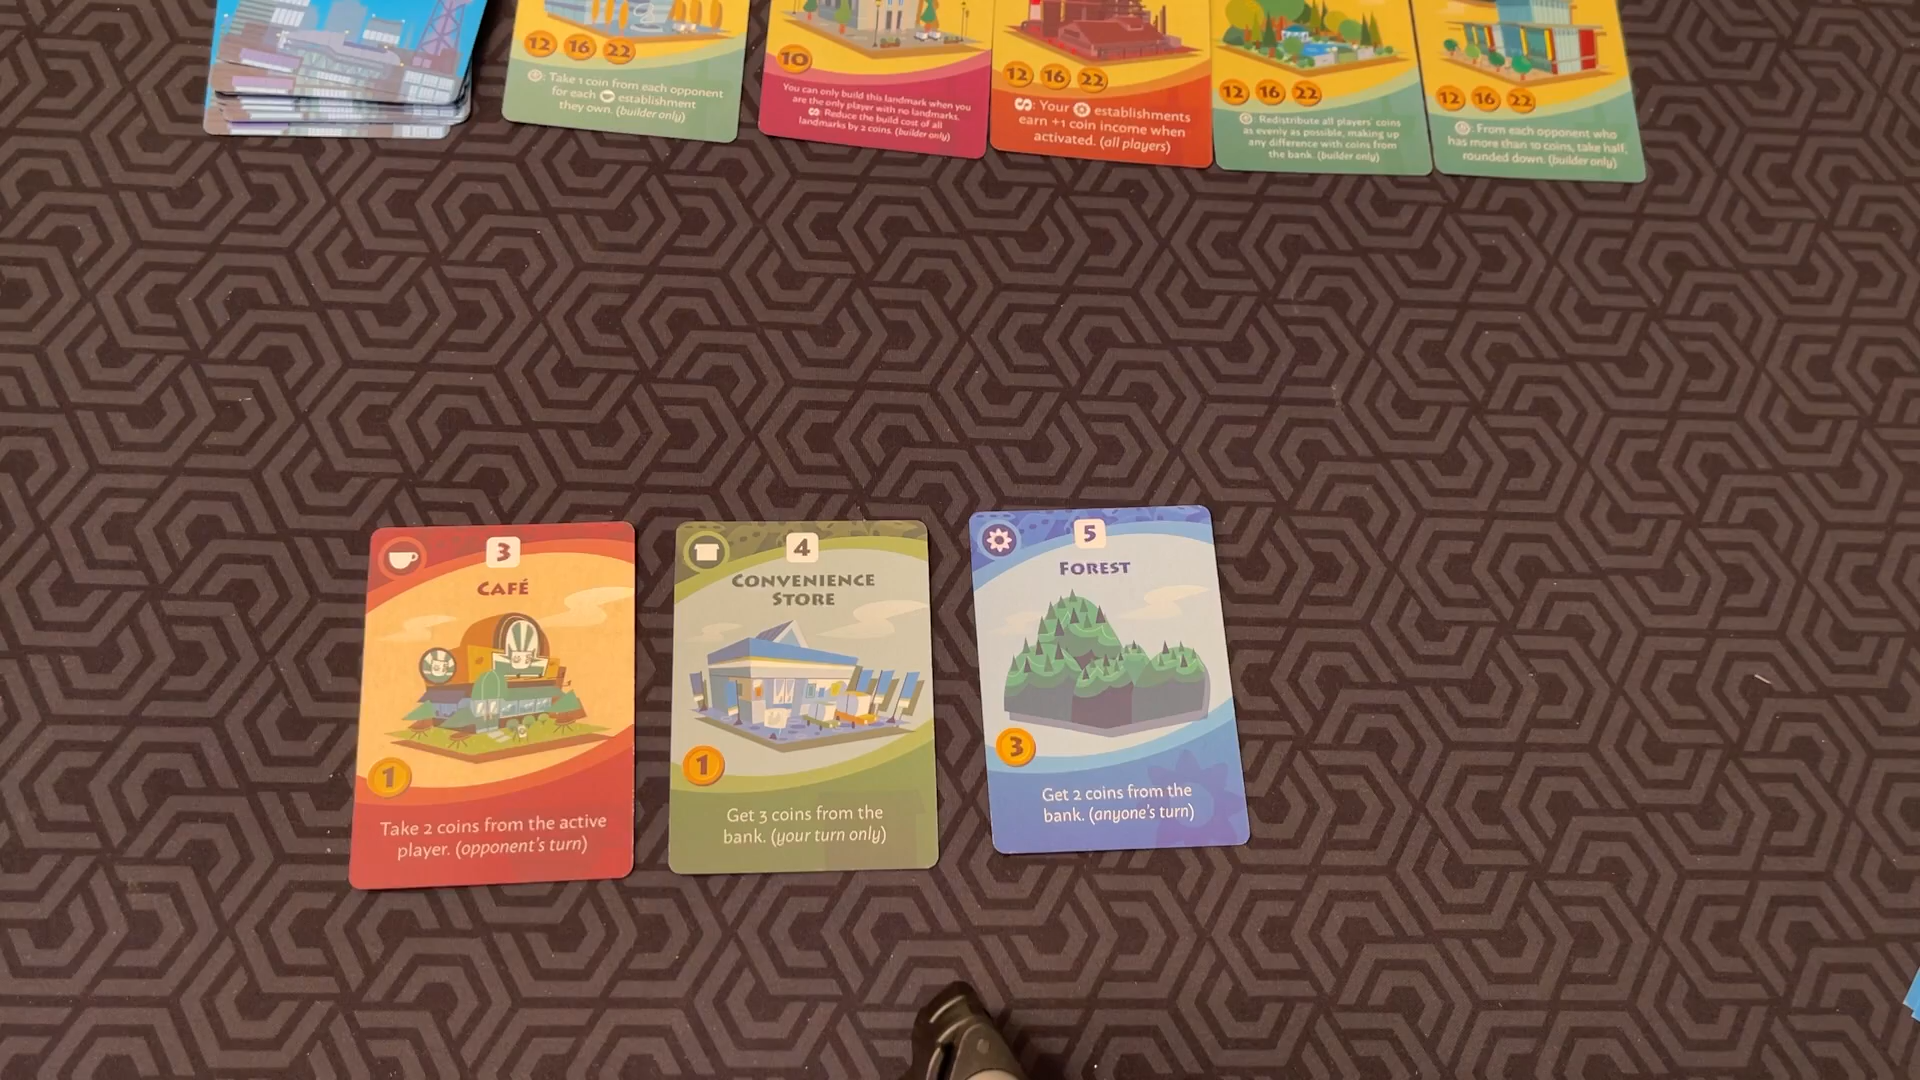 12 16 22
: Take 1 coin from each opponent
for each establishment
they own. (builder only)
10
You can only build this landmark when you
are the only player with no landmarks.
: Reduce the build cost of all
landmarks by 2 coins. (builder only)
12 16 22
: Your establishments
earn +1 coin income when
activated. (all players)
12 16 22
: Redistribute all players' coins
as evenly as possible, making up
any difference with coins from
the bank. (builder only)
12 16 22
: From each opponent who
has more than 10 coins, take half,
rounded down. (builder only)
3
CAFÉ
1
Take 2 coins from the active
player. (opponent's turn)
4
CONVENIENCE
STORE
1
Get 3 coins from the
bank. (your turn only)
5
FOREST
3
Get 2 coins from the
bank. (anyone's turn)